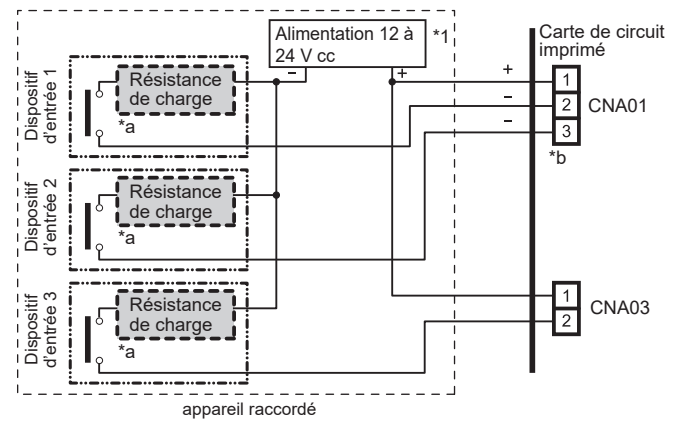 Alimentation 12 à
24 V cc
*1
–
+
Carte de circuit
imprimé
+
1
–
2
CNA01
–
3
*b
Dispositif
d'entrée 1
Résistance
de charge
*a
Dispositif
d'entrée 2
Résistance
de charge
*a
Dispositif
d'entrée 3
Résistance
de charge
*a
1
2
CNA03
appareil raccordé